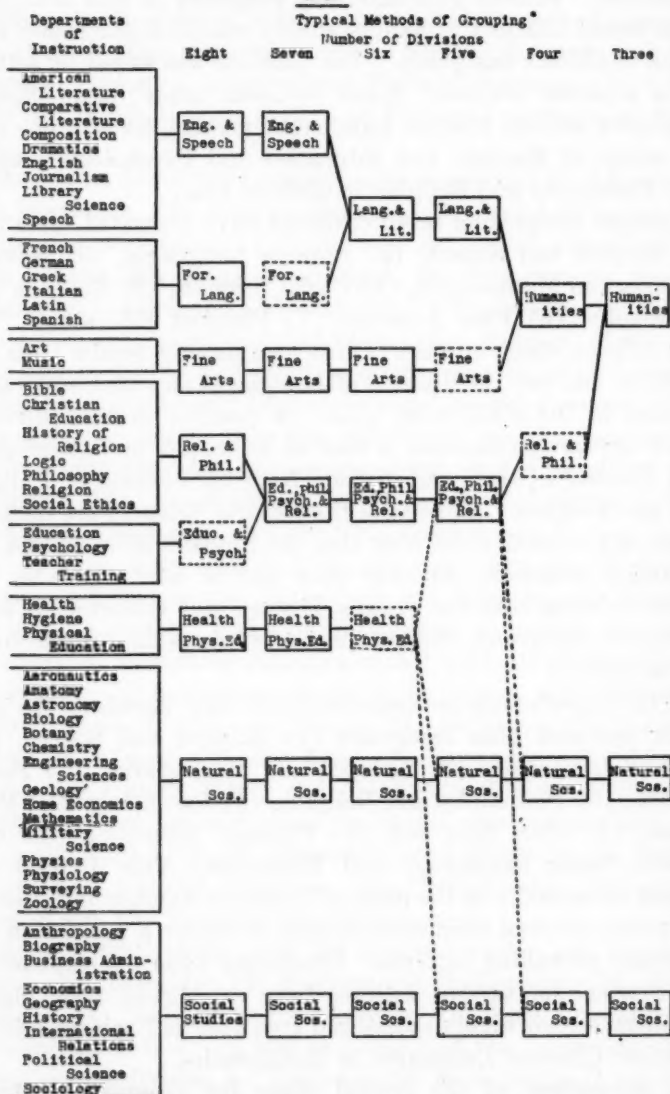 Typical Methods of Grouping
Number of Divisions
Departments of
Instruction
Eight Seven Six Five Four Three
American
Literature
Comparative
Literature
Composition
Dramatics
English
Journalism
Library
Science
Speech
Eng. &
Speech
Eng. &
Speech
Lang.&
Lit.
Lang.&
Lit.
French
German
Greek
Italian
Latin
Spanish
For.
Lang.
For.
Lang.
Human-
ities
Human-
ities
Art
Music
Fine
Arts
Fine
Arts
Fine
Arts
Fine
Arts
Bible
Christian
Education
History of
Religion
Logic
Philosophy
Religion
Social Ethics
Rel. &
Phil.
Rel. &
Phil.
Ed., phil
Psych.&
Rel.
Ed, Phil
Psych.&
Rel.
Ed, Phil,
Psych.&
Rel.
Education
Psychology
Teacher
Training
Educ. &
Psych
Health
Hygiene
Physical
Education
Health
Phys.Ed.
Health
Phys.Ed.
Health
Phys.Ed
Aeronautics
Anatomy
Astronomy
Biology
Botany
Chemistry
Engineering
Sciences
Geology
Home Economics
Mathematics
Military
Science
Physics
Physiology
Surveying
Zoology
Natural
Scs.
Natural
Scs.
Natural
Scs.
Natural
Scs.
Natural
Scs.
Natural
Scs.
Anthropology
Biography
Business Admin-
istration
Economics
Geography
History
International
Relations
Political
Science
Sociology
Social
Studies
Social
Scs.
Social
Scs.
Social
Scs.
Social
Scs.
Social
Scs.